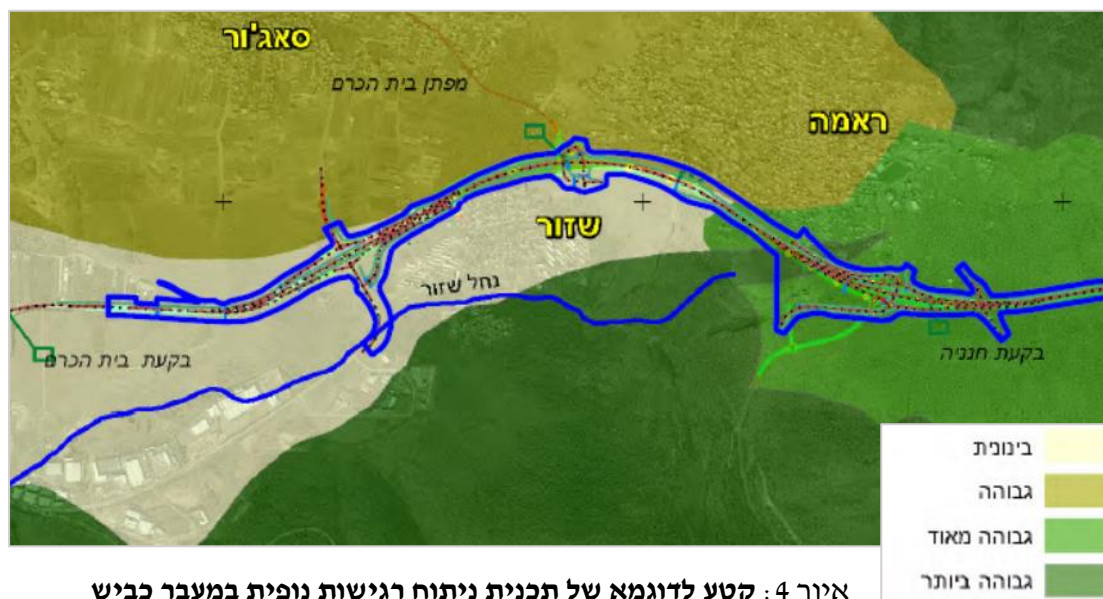 סאג'ור
מפתן בית הכרם
ראמה
שזור
נחל שזור
בקעת בית הכרם
בקעת חנניה
בינונית
גבוהה
גבוהה מאוד
גבוהה ביותר
איור 4: קטע לדוגמא של תכנית ניתוח רגישות נופית במעבר כביש